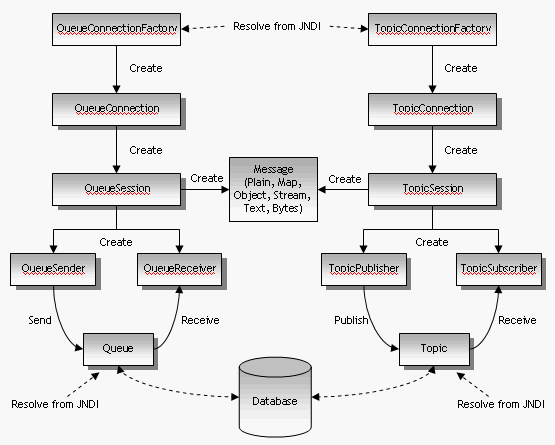 QueueConnectionFactory
Resolve from JNDI
TopicConnectionFactory
Create
Create
QueueConnection
TopicConnection
Create
Create
QueueSession
Create
Message
(Plain, Map,
Object, Stream,
Text, Bytes)
Create
TopicSession
Create
Create
QueueSender
QueueReceiver
TopicPublisher
TopicSubscriber
Send
Receive
Publish
Receive
Queue
Topic
Resolve from JNDI
Database
Resolve from JNDI